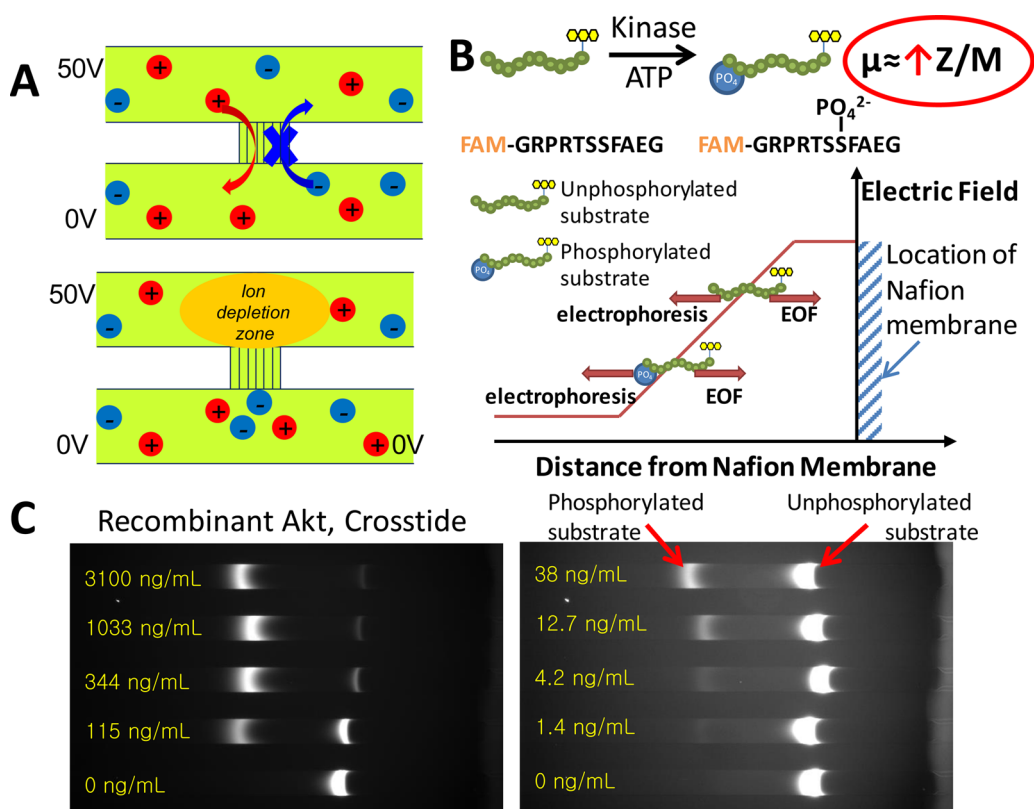 A
50V
+
-
+
-
+
-
-
-
+
0V
+
+
+
-
50V
+
Ion
depletion
zone
+
-
-
-
+
-
+
-
0V
+
+
0V
B
Kinase
ATP
PO₄
μ≈↑Z/M
PO₄²⁻
FAM-GRPRTSSFAEG
FAM-GRPRTSSFAEG
Unphosphorylated
substrate
PO₄
Phosphorylated
substrate
Electric Field
Location of
Nafion
membrane
electrophoresis
EOF
PO₄
electrophoresis
EOF
Distance from Nafion Membrane
C
Recombinant Akt, Crosstide
Phosphorylated
substrate
Unphosphorylated
substrate
3100 ng/mL
1033 ng/mL
344 ng/mL
115 ng/mL
0 ng/mL
38 ng/mL
12.7 ng/mL
4.2 ng/mL
1.4 ng/mL
0 ng/mL